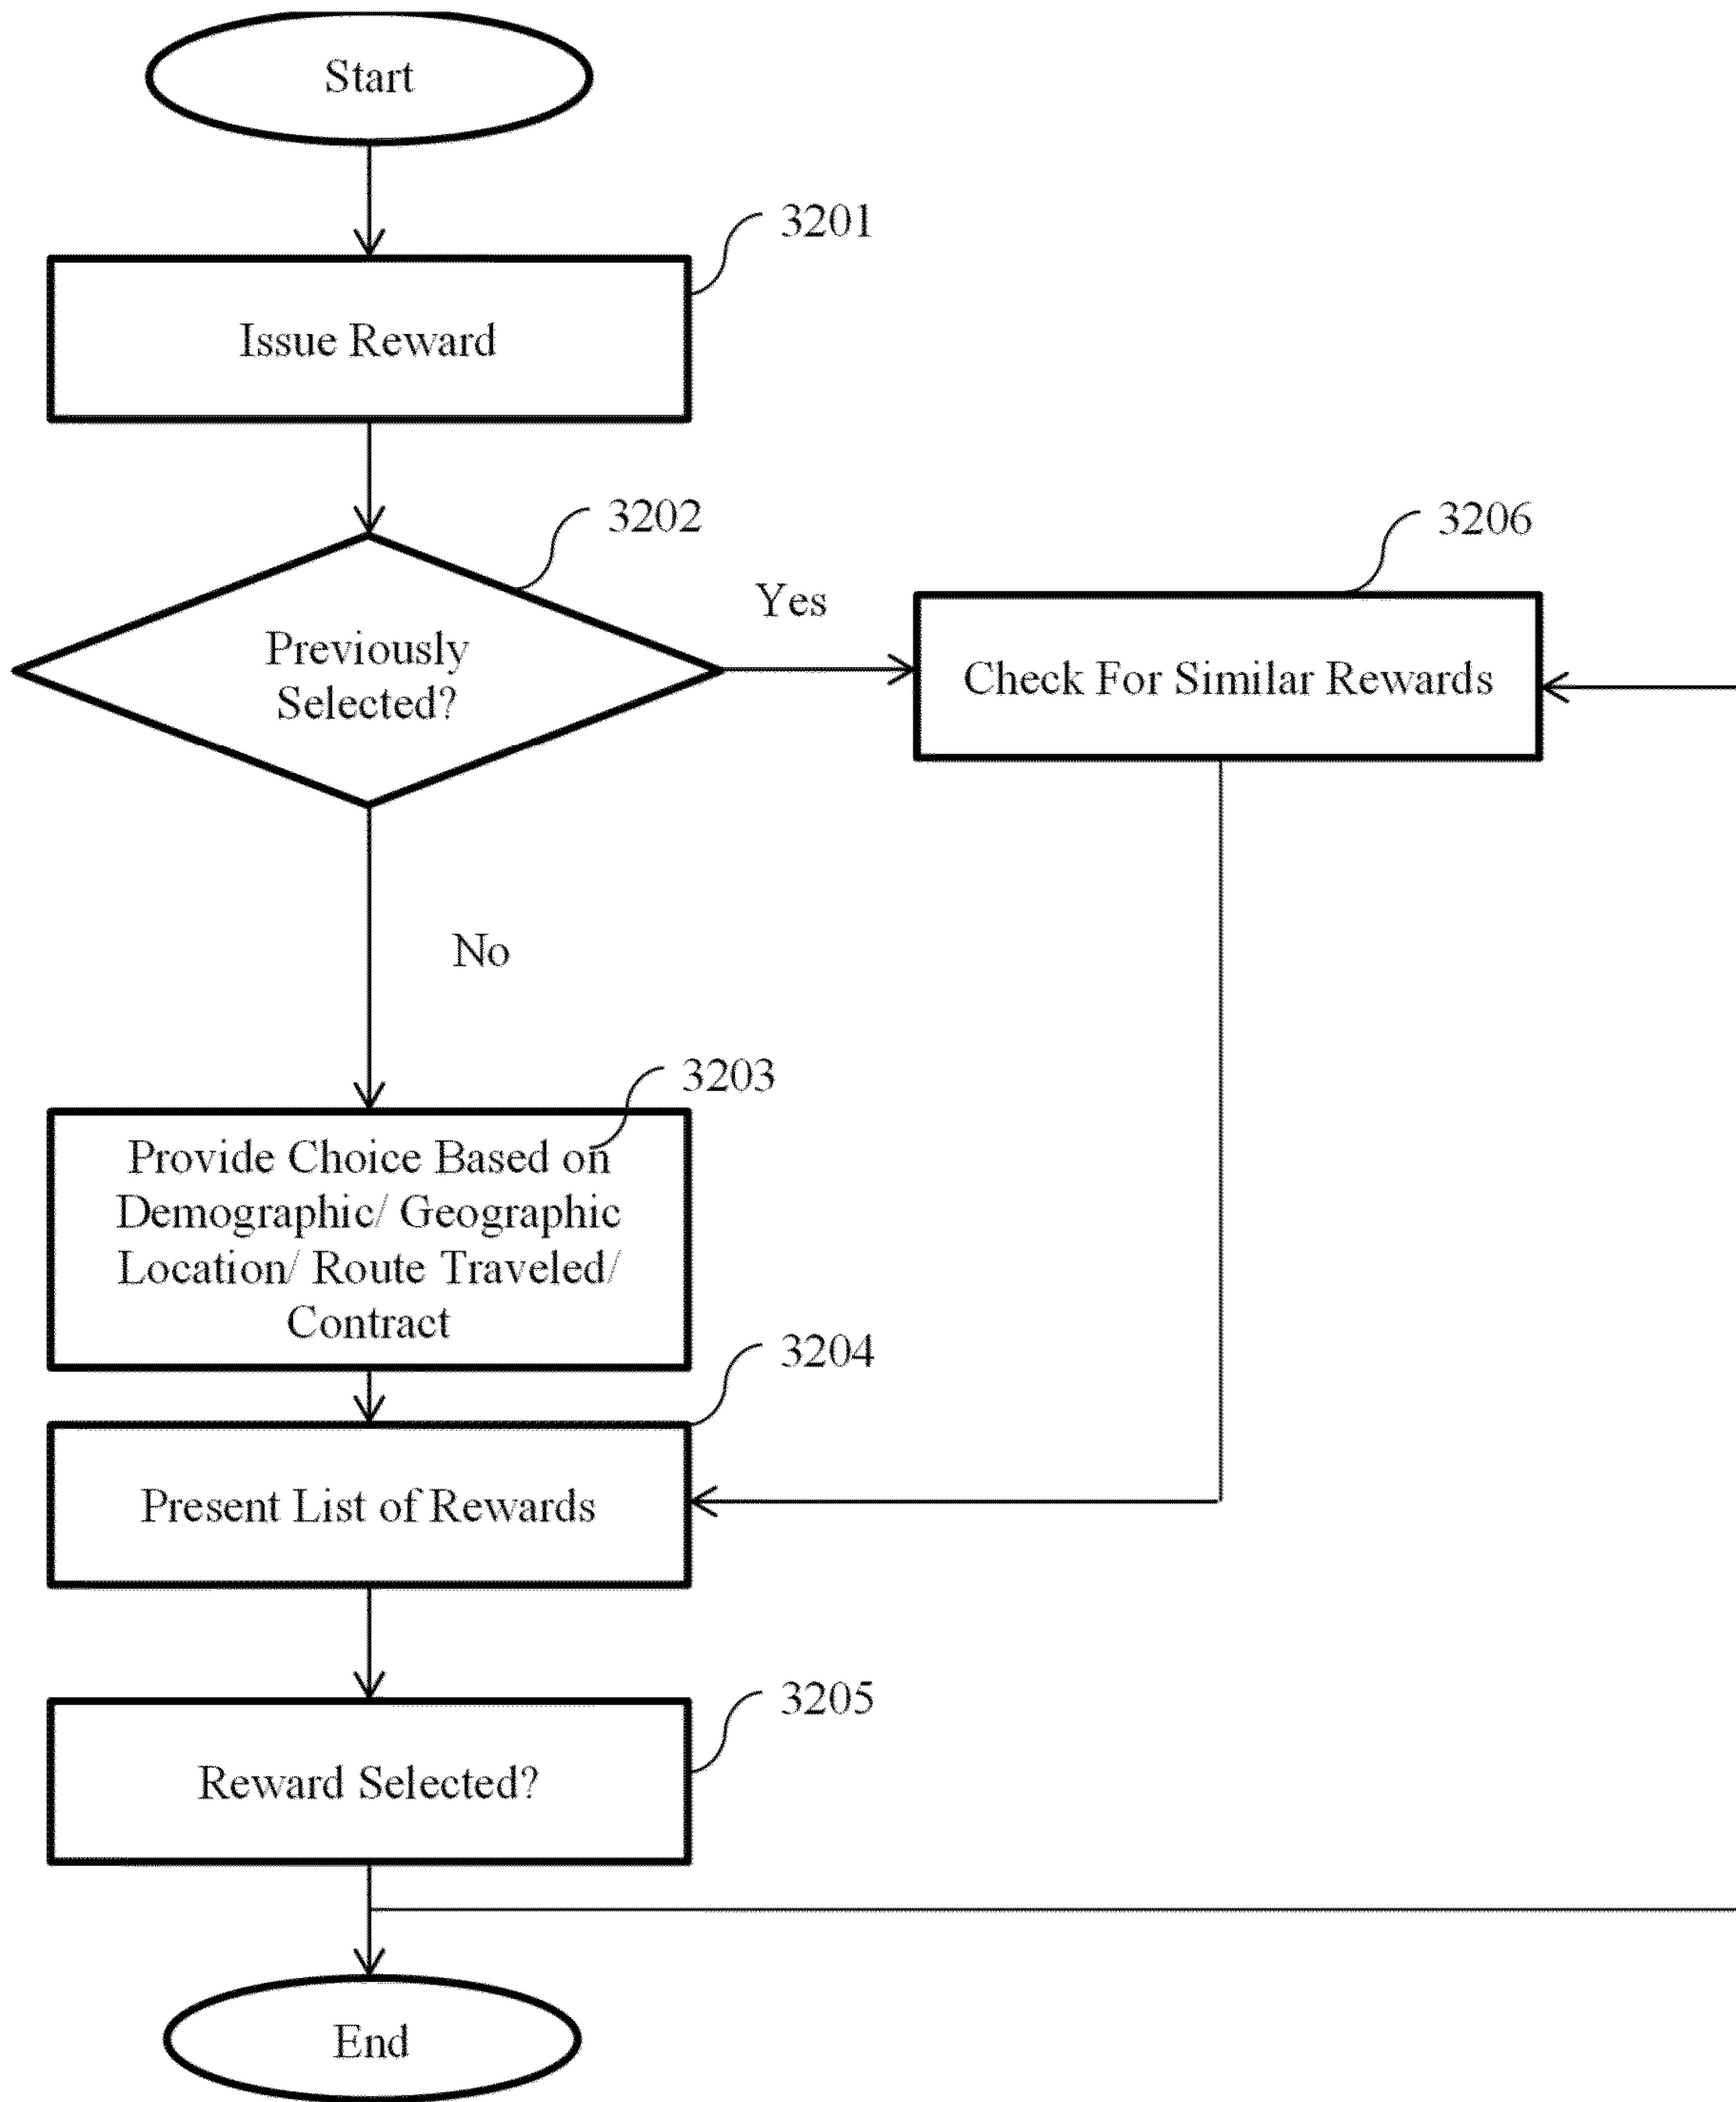 Start
3201
Issue Reward
3202
3206
Yes
Previously
Selected?
Check For Similar Rewards
No
3203
Provide Choice Based on
Demographic/ Geographic
Location/ Route Traveled/
Contract
3204
Present List of Rewards
3205
Reward Selected?
End